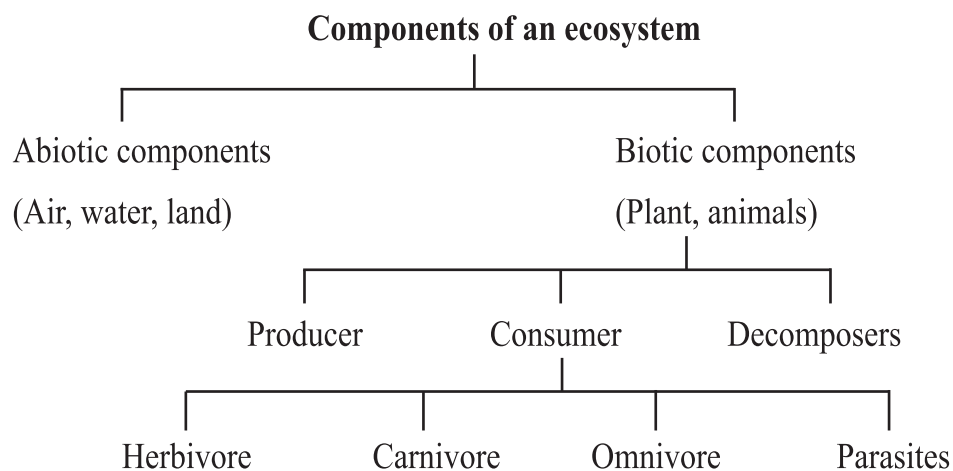 Components of an ecosystem
Abiotic components
Biotic components
(Air, water, land)
(Plant, animals)
Producer
Consumer
Decomposers
Herbivore
Carnivore
Omnivore
Parasites